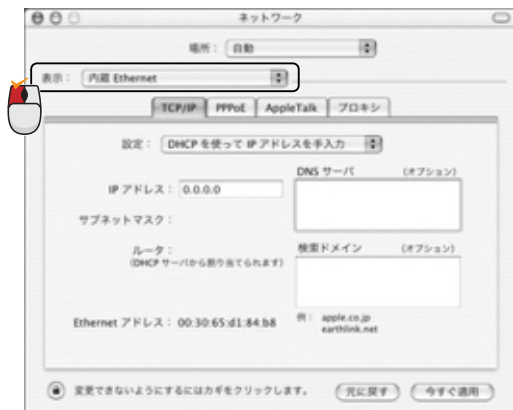 ネットワーク
場所： 自動
表示： 内蔵 Ethernet
TCP/IP PPPoE AppleTalk プロキシ
設定： DHCP を使って IP アドレスを手入力
DNS サーバ （オプション）
IP アドレス： 0.0.0.0
サブネットマスク：
ルータ：
（DHCP サーバから割り当てられます）
検索ドメイン （オプション）
Ethernet アドレス： 00:30:65:d1:84:b8
例： apple.co.jp
earthlink.net
変更できないようにするにはカギをクリックします。
元に戻す 今すぐ適用